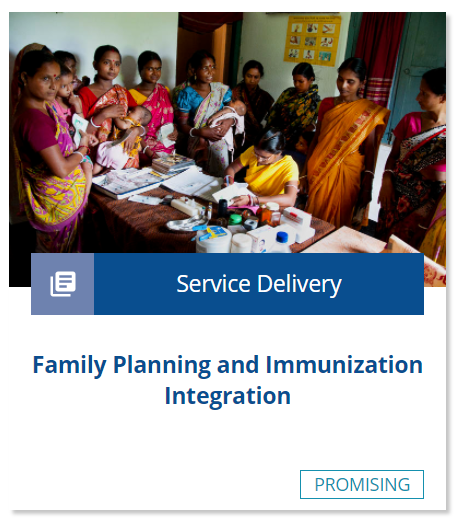 Service Delivery
Family Planning and Immunization
Integration
PROMISING